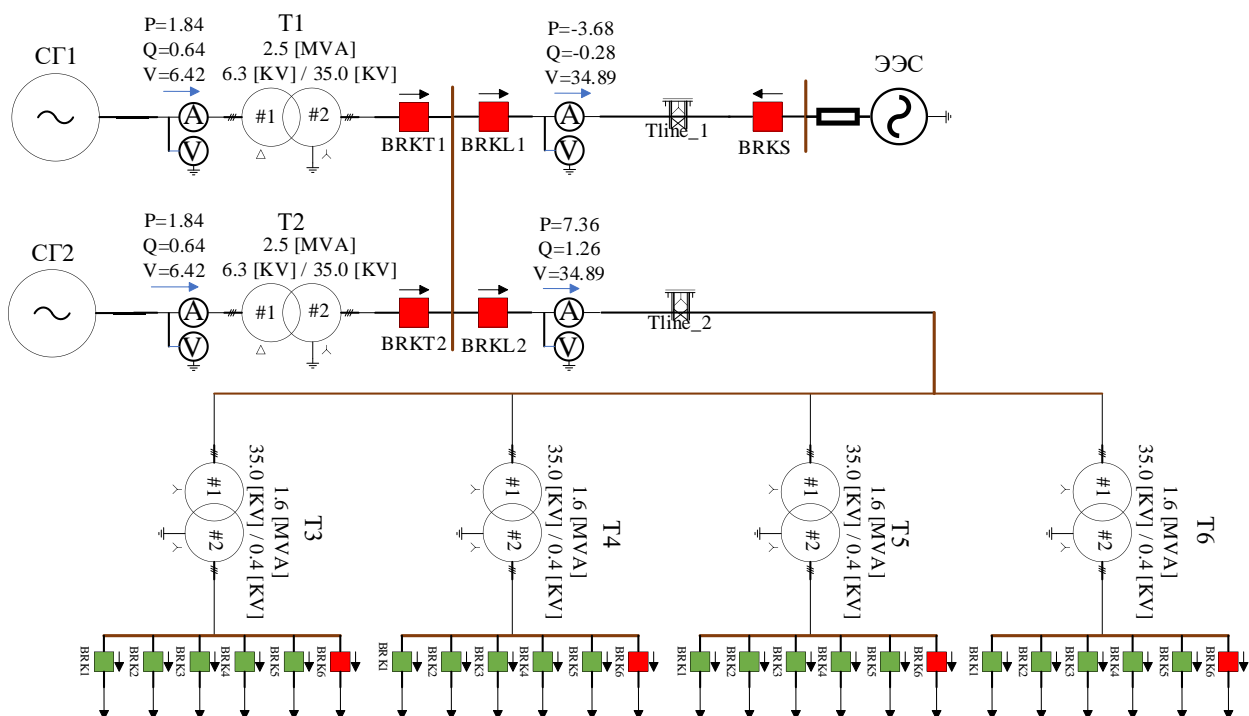 СГ1
P=1.84
Q=0.64
V=6.42
A
V
T1
2.5 [MVA]
6.3 [KV] / 35.0 [KV]
#1
#2
BRKT1
BRKL1
P=-3.68
Q=-0.28
V=34.89
A
V
Tline_1
BRKS
ЭЭС
СГ2
P=1.84
Q=0.64
V=6.42
A
V
T2
2.5 [MVA]
6.3 [KV] / 35.0 [KV]
#1
#2
BRKT2
BRKL2
P=7.36
Q=1.26
V=34.89
A
V
Tline_2
#1
#2
T3
1.6 [MVA]
35.0 [KV] / 0.4 [KV]
#1
#2
T4
1.6 [MVA]
35.0 [KV] / 0.4 [KV]
#1
#2
T5
1.6 [MVA]
35.0 [KV] / 0.4 [KV]
#1
#2
T6
1.6 [MVA]
35.0 [KV] / 0.4 [KV]
BRK1
BRK2
BRK3
BRK4
BRK5
BRK6
BRK1
BRK2
BRK3
BRK4
BRK5
BRK6
BRK1
BRK2
BRK3
BRK4
BRK5
BRK6
BRK1
BRK2
BRK3
BRK4
BRK5
BRK6